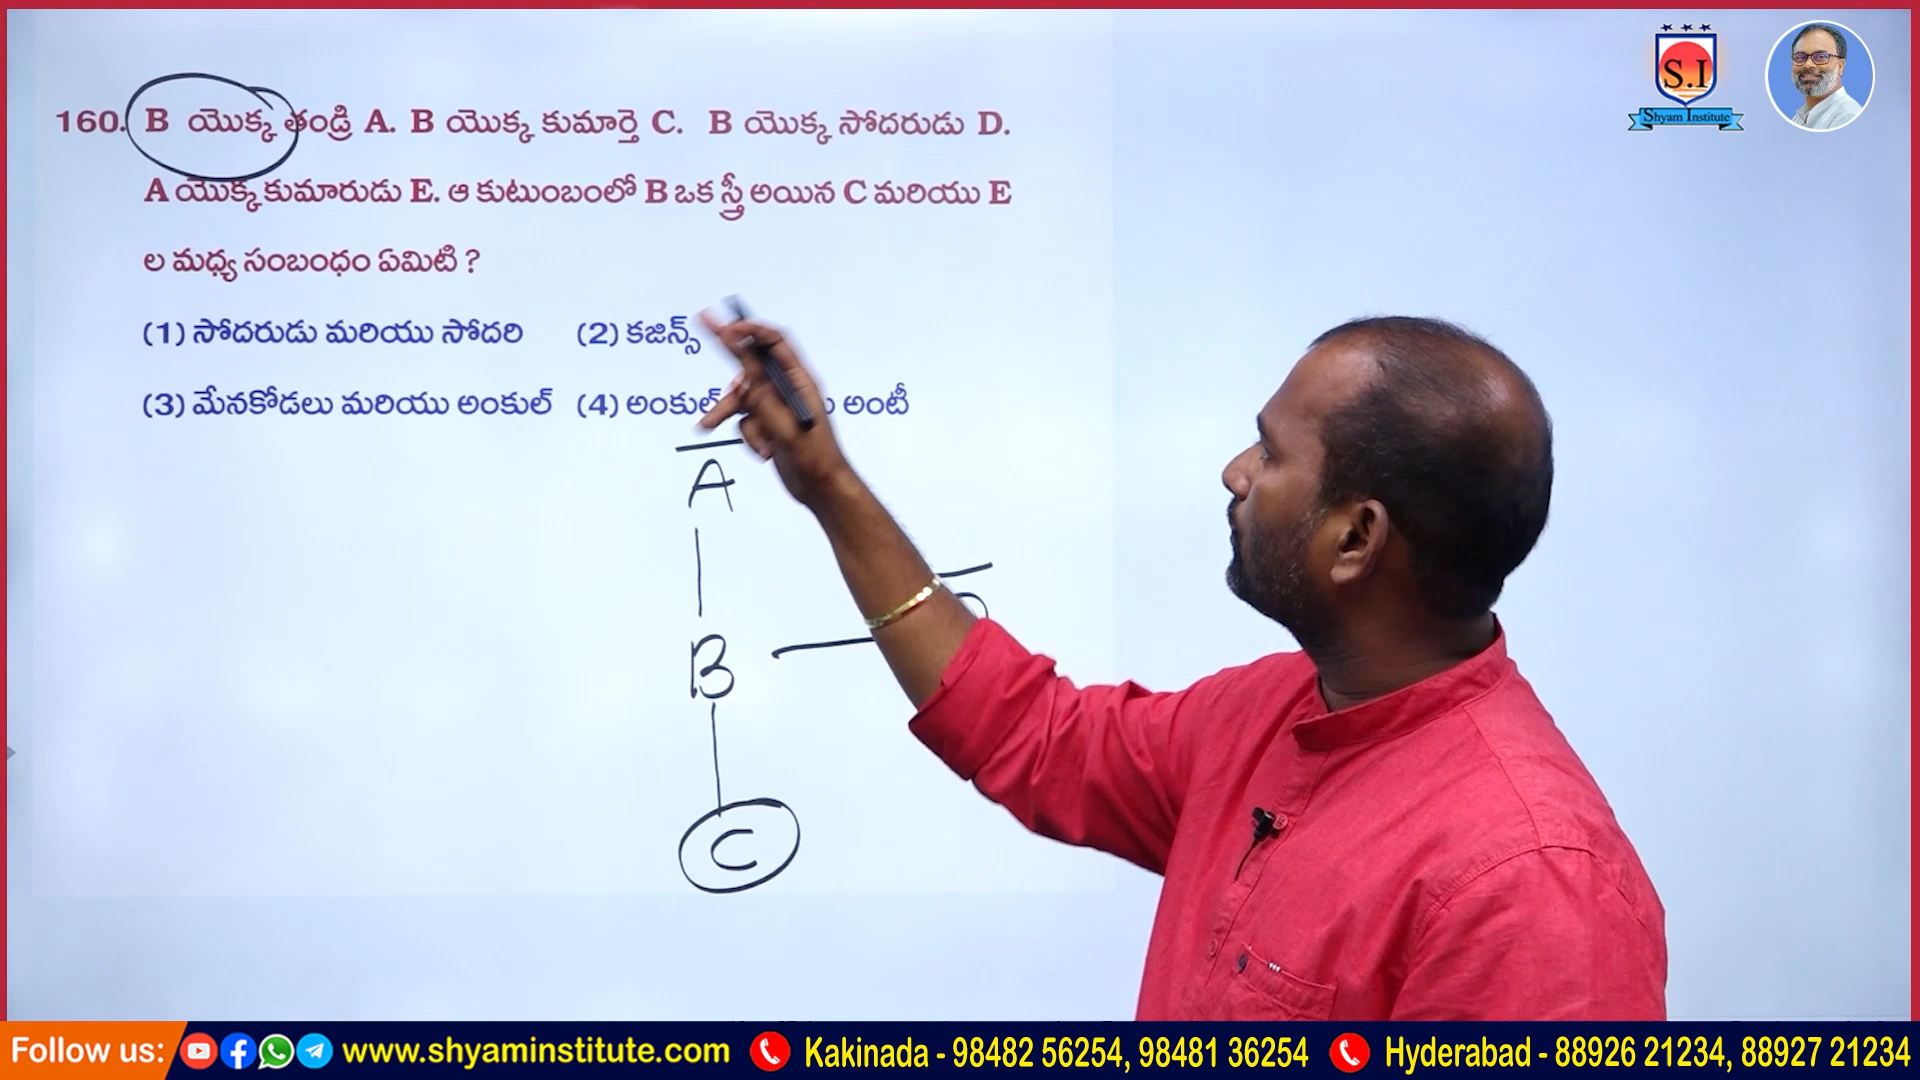 160. B యొక్క తండ్రి A. B యొక్క కుమార్తె C. B యొక్క సోదరుడు D.
A యొక్క కుమారుడు E. ఆ కుటుంబంలో B ఒక స్త్రీ అయిన C మరియు E
ల మధ్య సంబంధం ఏమిటి ?
(1) సోదరుడు మరియు సోదరి (2) కజిన్స్
(3) మేనకోడలు మరియు అంకుల్ (4) అంకుల్ అంటీ
A
B
C
S.I
Shyam Institute
Follow us: www.shyaminstitute.com Kakinada - 98482 56254, 98481 36254 Hyderabad - 88926 21234, 88927 21234